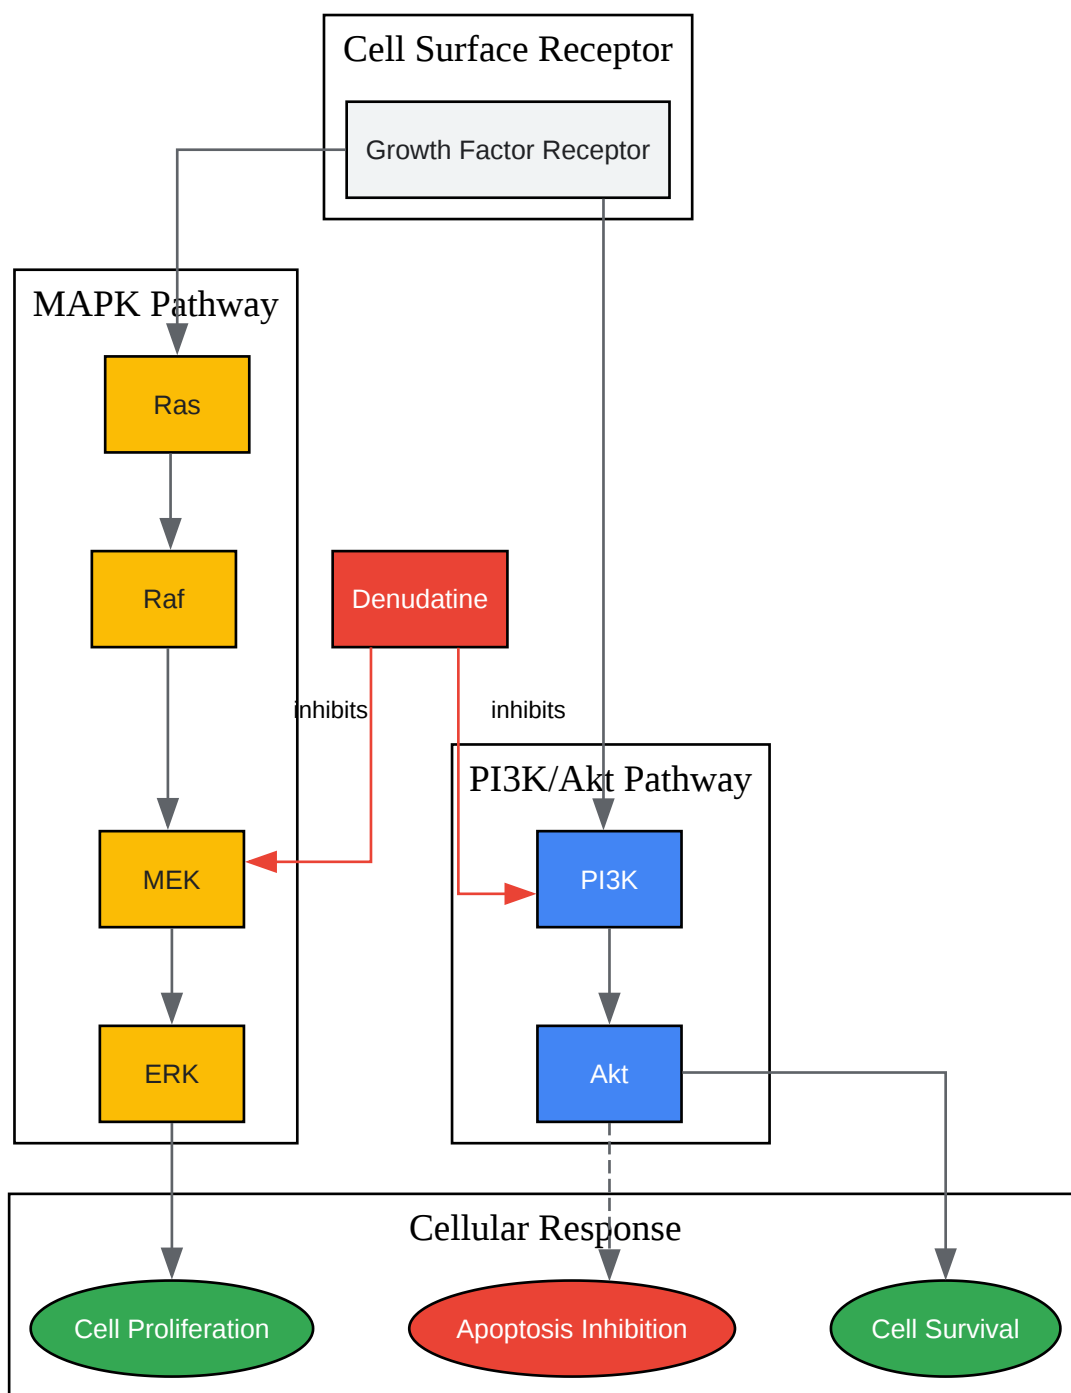 Cell Surface Receptor
Growth Factor Receptor
MAPK Pathway
Ras
Raf
Denudatine
inhibits
inhibits
PI3K/Akt Pathway
MEK
PI3K
ERK
Akt
Cellular Response
Cell Proliferation
Apoptosis Inhibition
Cell Survival